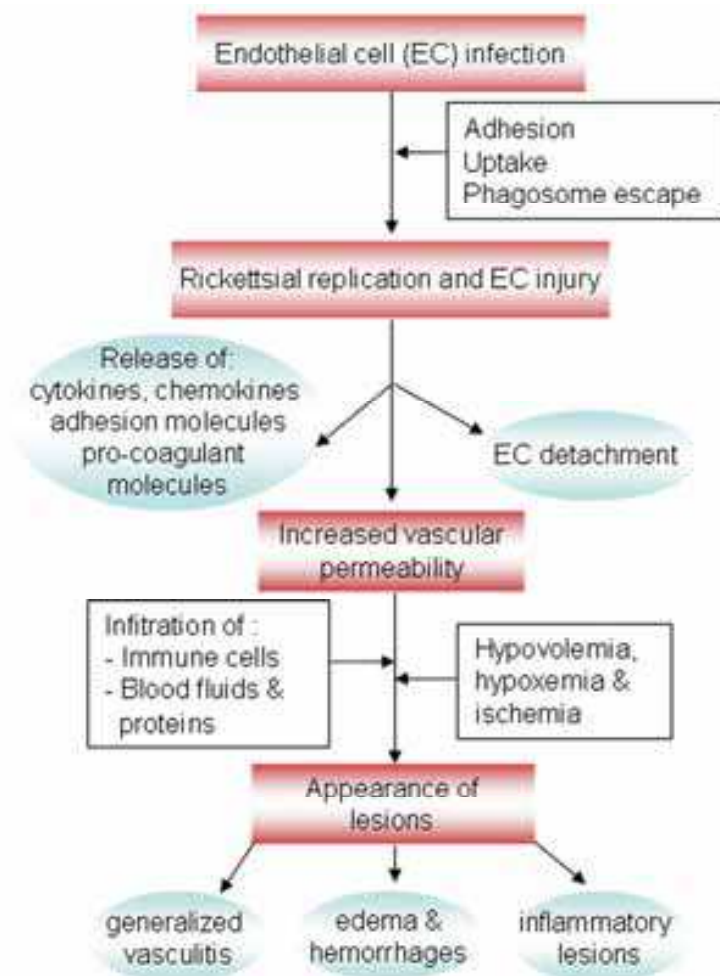 Endothelial cell (EC) infection
Adhesion
Uptake
Phagosome escape
Rickettsial replication and EC injury
Release of:
cytokines, chemokines
adhesion molecules
pro-coagulant
molecules
EC detachment
Increased vascular
permeability
Infitration of :
- Immune cells
- Blood fluids &
proteins
Hypovolemia,
hypoxemia &
ischemia
Appearance of
lesions
generalized
vasculitis
edema &
hemorrhages
inflammatory
lesions